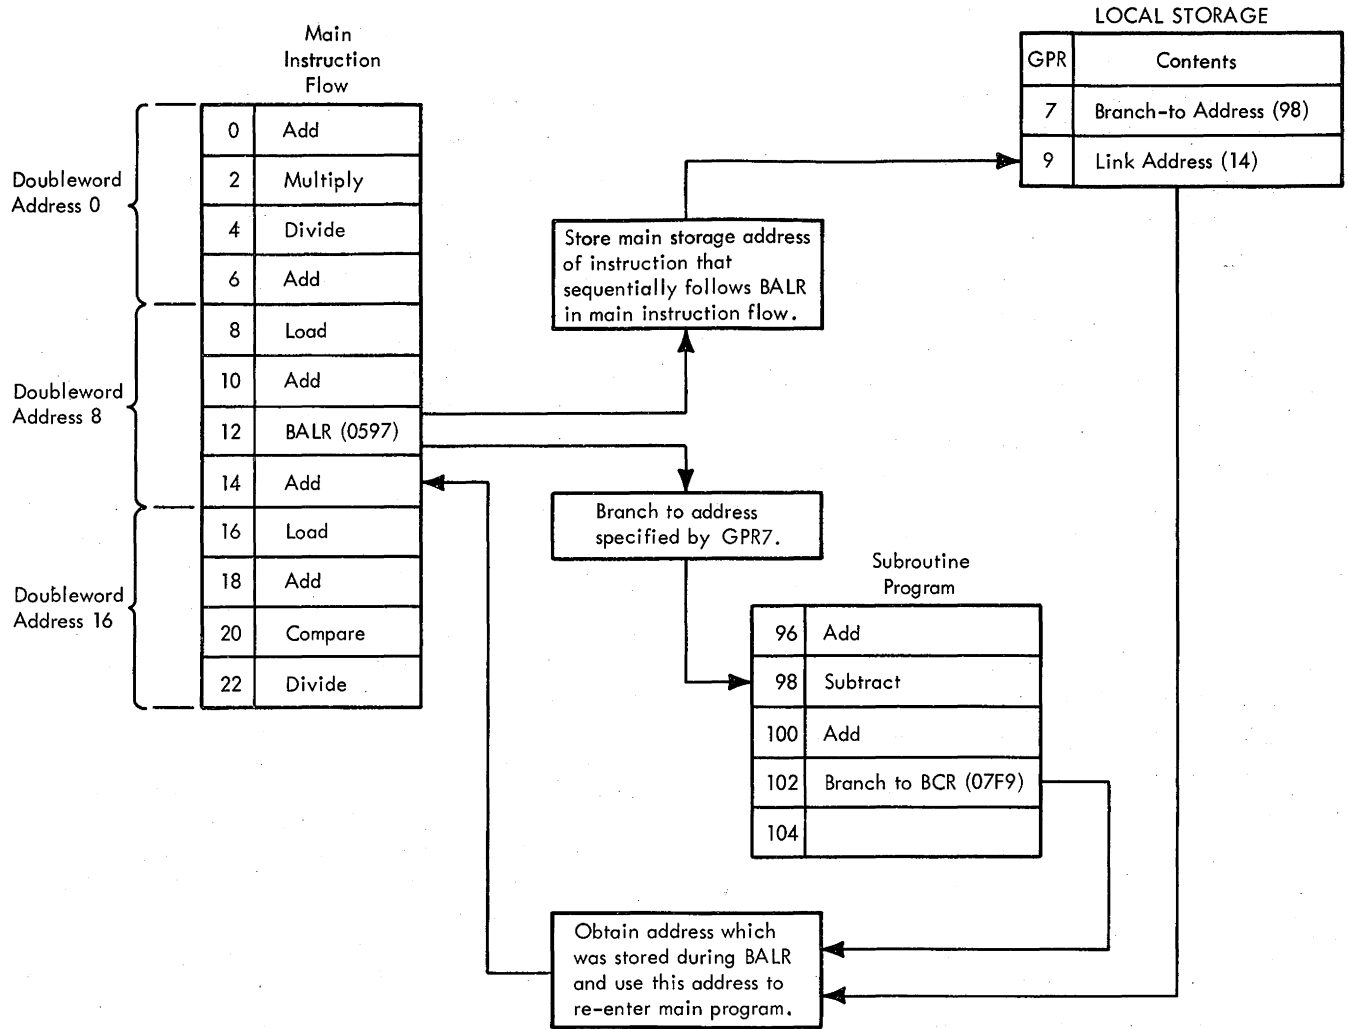 LOCAL STORAGE
GPR Contents
7 Branch-to Address (98)
9 Link Address (14)
Main
Instruction
Flow
0 Add
2 Multiply
4 Divide
6 Add
8 Load
10 Add
12 BALR (0597)
14 Add
16 Load
18 Add
20 Compare
22 Divide
Doubleword
Address 0
Doubleword
Address 8
Doubleword
Address 16
Store main storage address
of instruction that
sequentially follows BALR
in main instruction flow.
Branch to address
specified by GPR7.
Subroutine
Program
96 Add
98 Subtract
100 Add
102 Branch to BCR (07F9)
104
Obtain address which
was stored during BALR
and use this address to
re-enter main program.